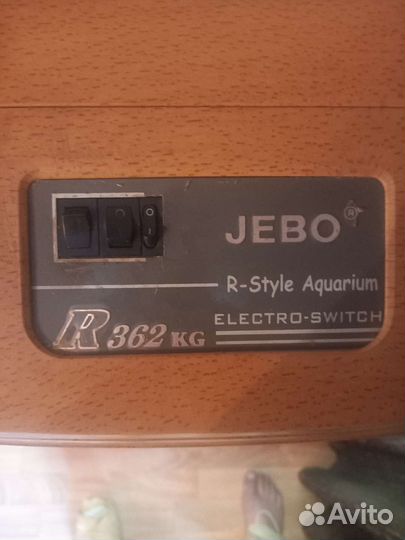 JEBO ®
R-Style Aquarium
ELECTRO-SWITCH
R 362 KG
Avito